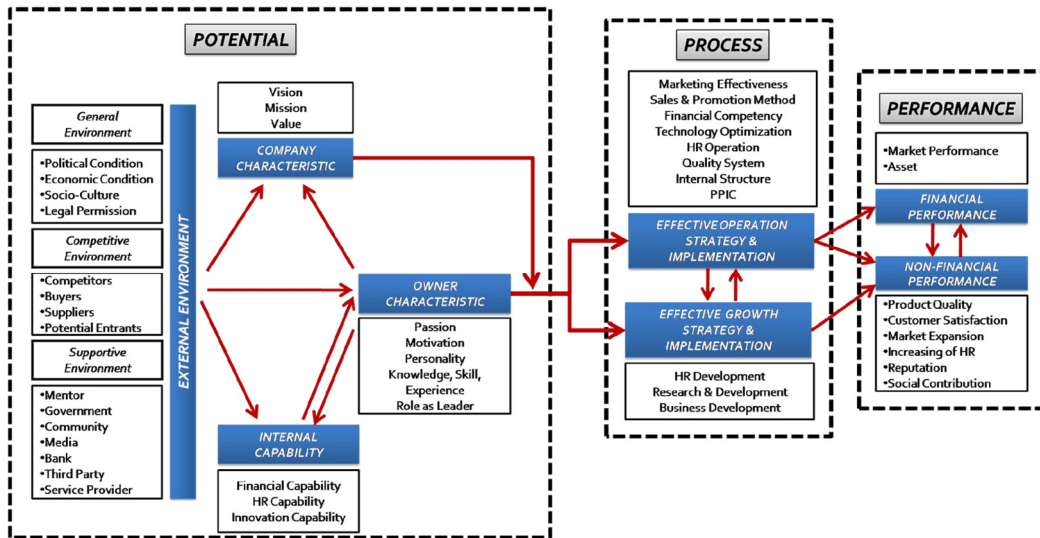 POTENTIAL
General
Environment
•Political Condition
•Economic Condition
•Socio-Culture
•Legal Permission
Competitive
Environment
•Competitors
•Buyers
•Suppliers
•Potential Entrants
Supportive
Environment
•Mentor
•Government
•Community
•Media
•Bank
•Third Party
•Service Provider
EXTERNAL ENVIRONMENT
Vision
Mission
Value
COMPANY
CHARACTERISTIC
OWNER
CHARACTERISTIC
Passion
Motivation
Personality
Knowledge, Skill,
Experience
Role as Leader
INTERNAL
CAPABILITY
Financial Capability
HR Capability
Innovation Capability
PROCESS
Marketing Effectiveness
Sales & Promotion Method
Financial Competency
Technology Optimization
HR Operation
Quality System
Internal Structure
PPIC
EFFECTIVE OPERATION
STRATEGY &
IMPLEMENTATION
EFFECTIVE GROWTH
STRATEGY &
IMPLEMENTATION
HR Development
Research & Development
Business Development
PERFORMANCE
•Market Performance
•Asset
FINANCIAL
PERFORMANCE
NON-FINANCIAL
PERFORMANCE
•Product Quality
•Customer Satisfaction
•Market Expansion
•Increasing of HR
•Reputation
•Social Contribution